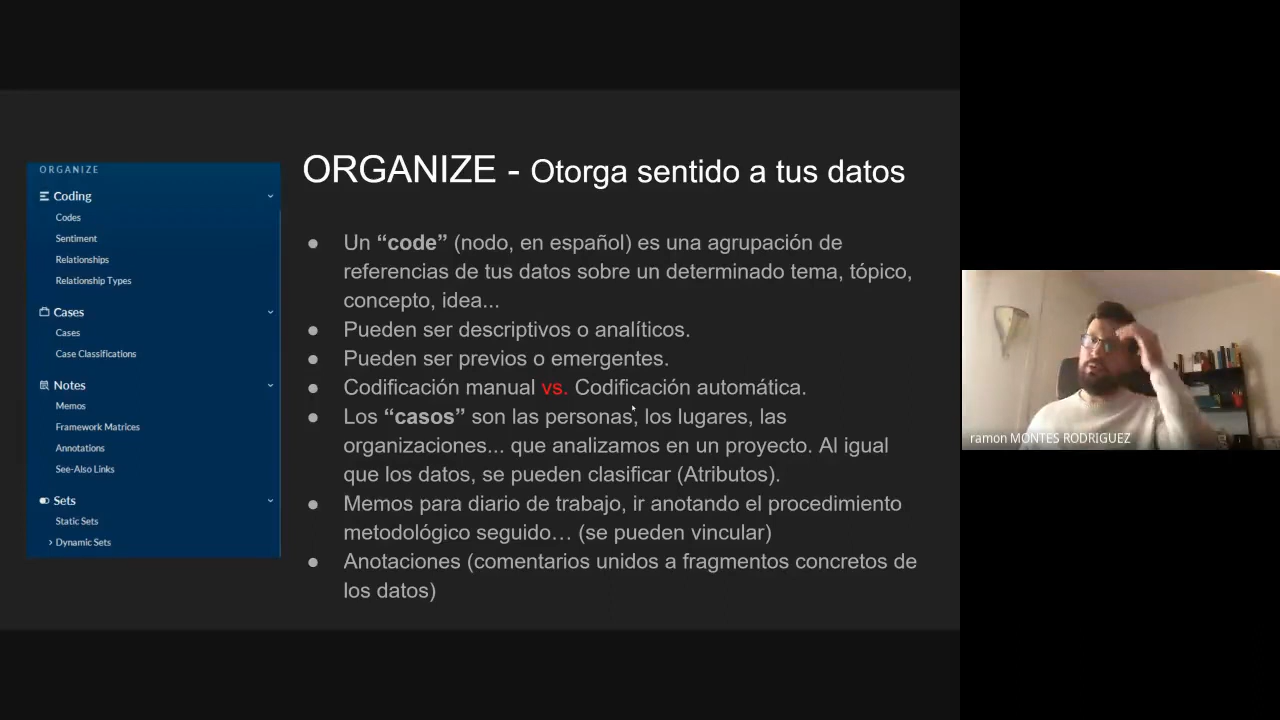 ORGANIZE
Coding
Codes
Sentiment
Relationships
Relationship Types
Cases
Cases
Case Classifications
Notes
Memos
Framework Matrices
Annotations
See-Also Links
Sets
Static Sets
Dynamic Sets
ORGANIZE - Otorga sentido a tus datos
● Un “code” (nodo, en español) es una agrupación de
referencias de tus datos sobre un determinado tema, tópico,
concepto, idea...
● Pueden ser descriptivos o analíticos.
● Pueden ser previos o emergentes.
● Codificación manual vs. Codificación automática.
● Los “casos” son las personas, los lugares, las
organizaciones... que analizamos en un proyecto. Al igual
que los datos, se pueden clasificar (Atributos).
● Memos para diario de trabajo, ir anotando el procedimiento
metodológico seguido… (se pueden vincular)
● Anotaciones (comentarios unidos a fragmentos concretos de
los datos)
ramon MONTES RODRIGUEZ